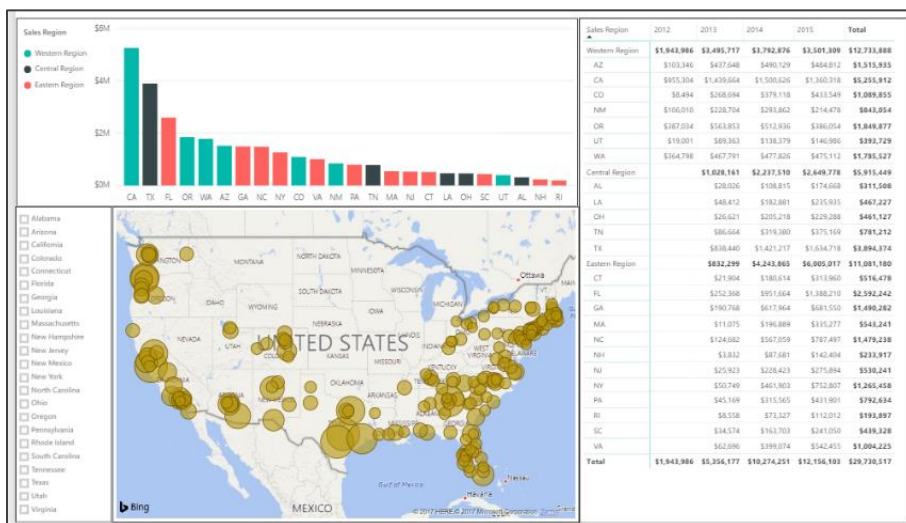 Sales Region
Western Region
Central Region
Eastern Region
$6M
$4M
$2M
$0M
CA TX FL OR WA AZ GA NC NY CO VA NM PA TN MA NJ CT LA OH SC UT AL NH RI
Alabama
Arizona
California
Colorado
Connecticut
Florida
Georgia
Louisiana
Massachusetts
New Hampshire
New Jersey
New Mexico
New York
North Carolina
Ohio
Oregon
Pennsylvania
Rhode Island
South Carolina
Tennessee
Texas
Utah
Virginia
MONTANA
NORTH DAKOTA
MINNESOTA
Ottawa
SOUTH DAKOTA
WISCONSIN
MICHIGAN
IDAHO
WYOMING
NEBRASKA
IOWA
NEVADA
UTAH
UNITED STATES
KANSAS
MISSOURI
WEST
KENTUCKY
OKLAHOMA
ARKANSAS
Gulf of Mexico
MEXICO
Nassau
Havana
Bing
© 2017 HERE © 2017 Microsoft Corporation Terms
Sales Region 2012 2013 2014 2015 Total
Western Region $1,943,986 $3,495,717 $3,792,876 $3,501,309 $12,733,888
AZ $103,346 $437,648 $490,129 $484,812 $1,515,935
CA $955,304 $1,439,664 $1,500,626 $1,360,318 $5,255,912
CO $8,494 $268,694 $379,118 $433,549 $1,089,855
NM $106,010 $228,704 $293,862 $214,478 $843,054
OR $387,034 $563,853 $512,936 $386,054 $1,849,877
UT $19,001 $89,363 $138,379 $146,986 $393,729
WA $364,798 $467,791 $477,826 $475,112 $1,785,527
Central Region $1,028,161 $2,237,510 $2,649,778 $5,915,449
AL $28,026 $108,815 $174,668 $311,508
LA $48,412 $182,881 $235,935 $467,227
OH $26,621 $205,218 $229,288 $461,127
TN $86,664 $319,380 $375,169 $781,212
TX $838,440 $1,421,217 $1,634,718 $3,894,374
Eastern Region $832,299 $4,243,865 $6,005,017 $11,081,180
CT $21,904 $180,614 $313,960 $516,478
FL $252,368 $951,664 $1,388,210 $2,592,242
GA $190,768 $617,964 $681,550 $1,490,282
MA $11,075 $196,889 $335,277 $543,241
NC $124,682 $567,059 $787,497 $1,479,238
NH $3,832 $87,681 $142,404 $233,917
NJ $25,923 $228,423 $275,894 $530,241
NY $50,749 $461,903 $752,807 $1,265,458
PA $45,169 $315,565 $431,901 $792,634
RI $8,558 $73,327 $112,012 $193,897
SC $34,574 $163,703 $241,050 $439,328
VA $62,696 $399,074 $542,455 $1,004,225
Total $1,943,986 $5,356,177 $10,274,251 $12,156,103 $29,730,517